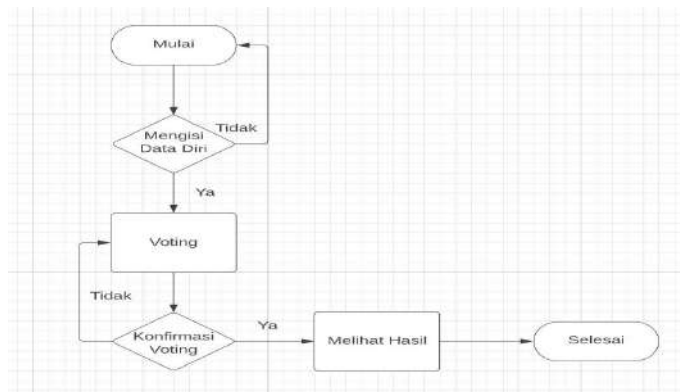 Mulai
Tidak
Mengisi
Data Diri
Ya
Voting
Tidak
Konfirmasi
Voting
Ya
Melihat Hasil
Selesai